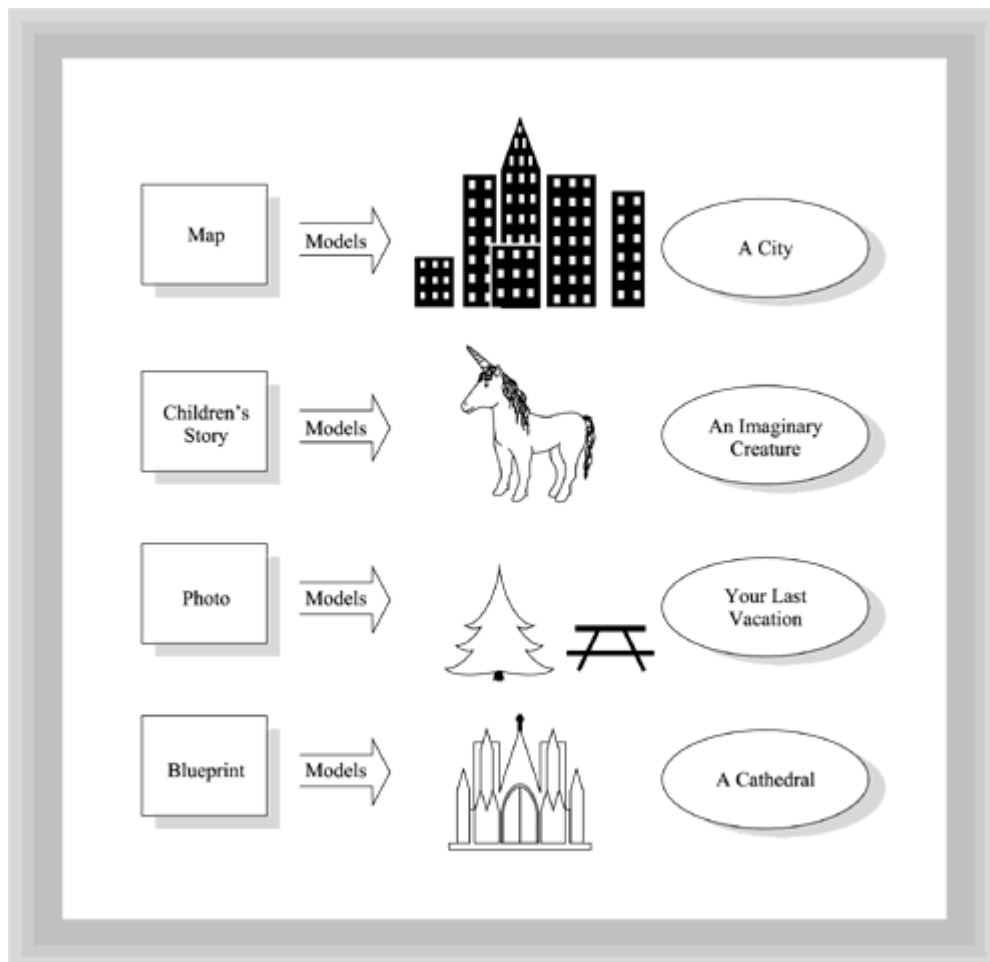 Map
Models
A City
Children's
Story
Models
An Imaginary
Creature
Photo
Models
Your Last
Vacation
Blueprint
Models
A Cathedral